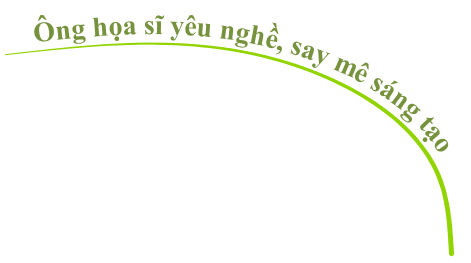 Ông họa sĩ yêu nghề, say mê sáng tạo